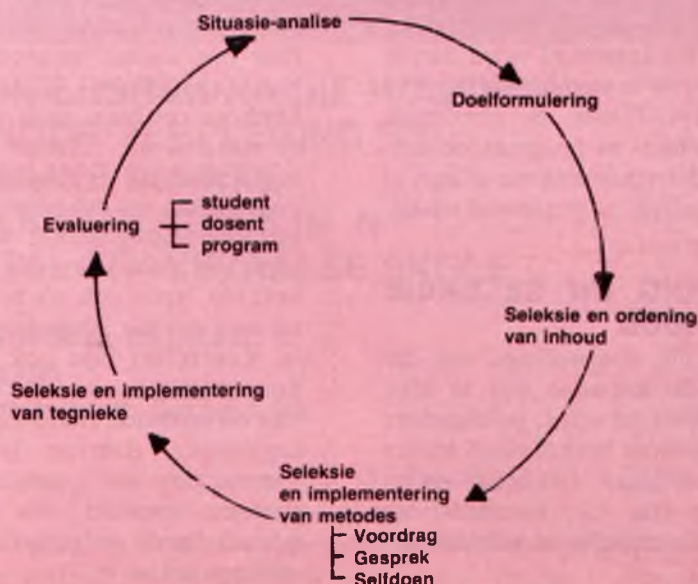 Situasie-analise
Doelformulering
Seleksie en ordening
van inhoud
Seleksie
en implementering
van metodes
Voordrag
Gesprek
Selfdoen
Seleksie en implementering
van tegnieke
Evaluering
student
dosent
program